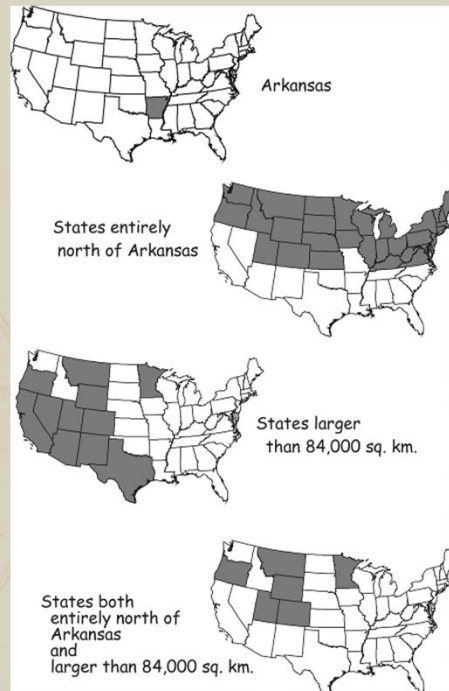 Arkansas
States entirely
north of Arkansas
States larger
than 84,000 sq. km.
States both
entirely north of
Arkansas
and
larger than 84,000 sq. km.